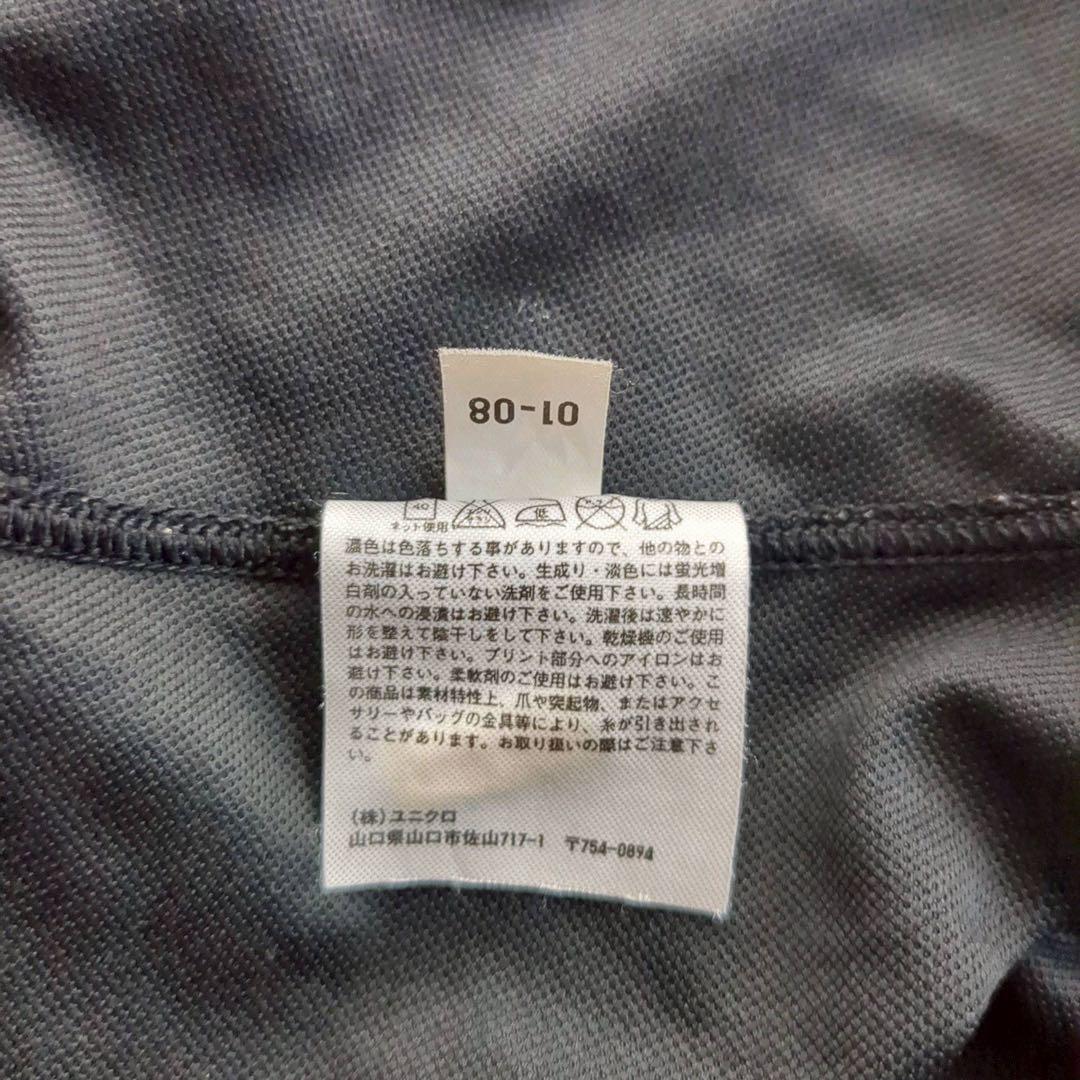 01-08
40
ネット使用
エンソ
サラシ
低
濃色は色落ちする事がありますので、他の物との
お洗濯はお避け下さい。生成り・淡色には蛍光増
白剤の入っていない洗剤をご使用下さい。長時間
の水への浸漬はお避け下さい。洗濯後は速やかに
形を整えて陰干しをして下さい。乾燥機のご使用
はお避け下さい。プリント部分へのアイロンはお
避け下さい。柔軟剤のご使用はお避け下さい。こ
の商品は素材特性上、爪や突起物、またはアクセ
サリーやバッグの金具等により、糸が引き出され
ることがあります。お取り扱いの際はご注意下さ
い。
(株)ユニクロ
山口県山口市佐山717-1 〒754-0894